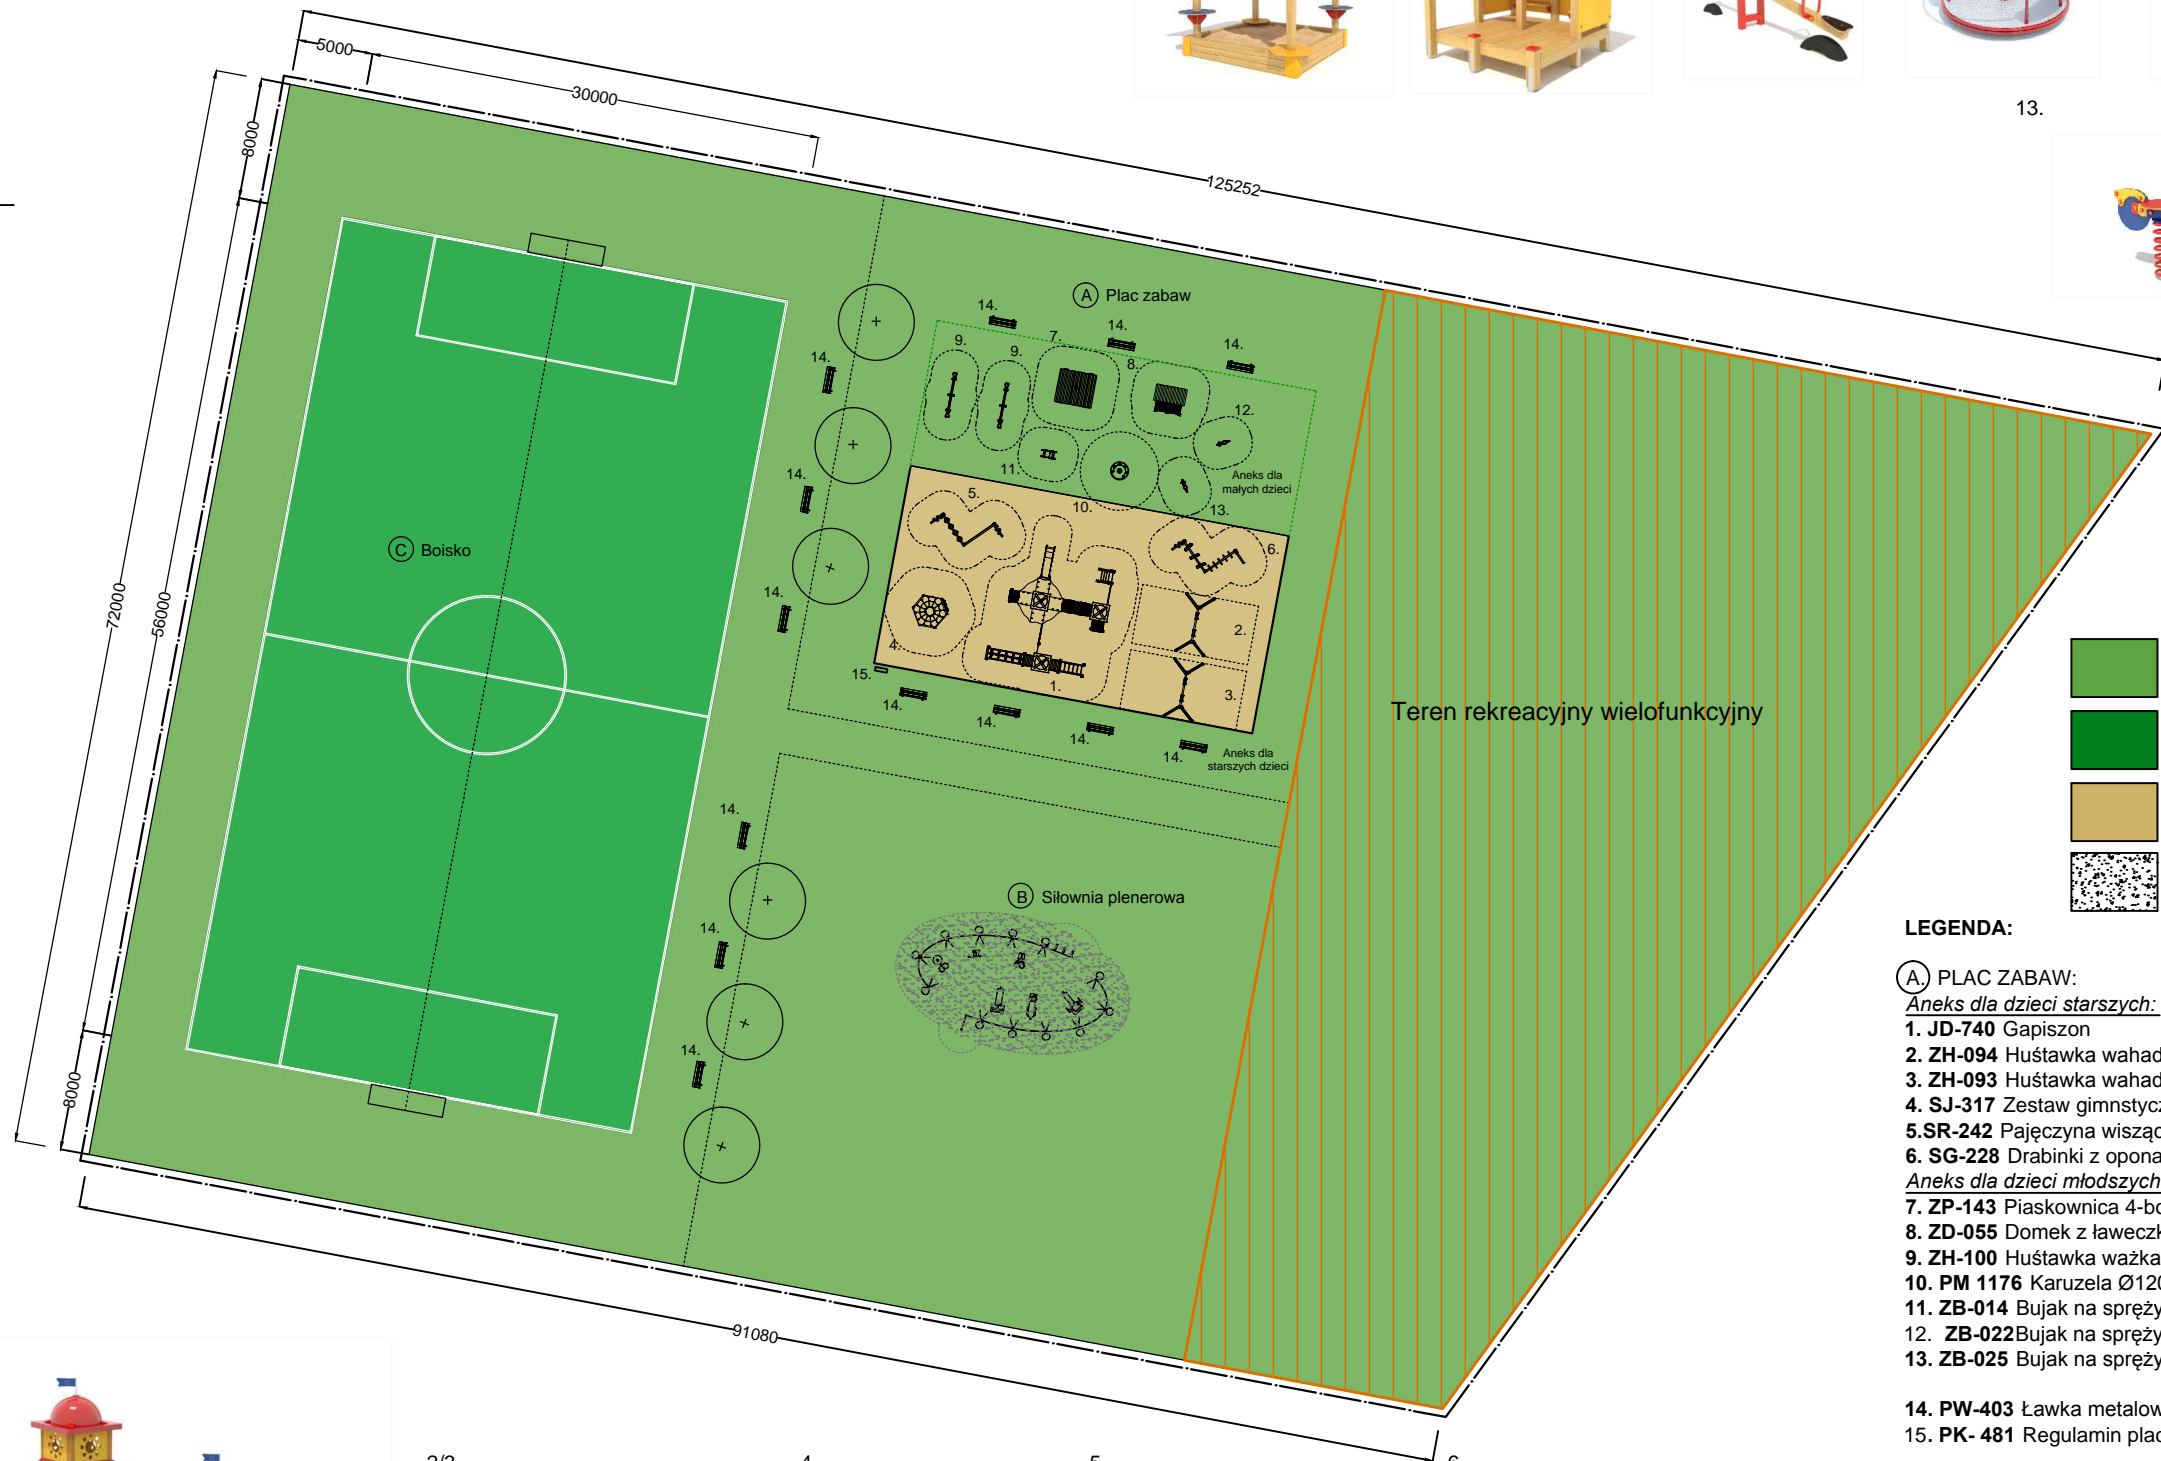 5000
30000
8000
125252
13.
72000
56000
8000
91080
A Plac zabaw
14.
14.
14.
9.
9.
7.
8.
12.
14.
11.
Aneks dla
małych dzieci
10.
13.
14.
5.
6.
C Boisko
14.
4.
2.
3.
1.
15.
14.
14.
14.
14.
Aneks dla
starszych dzieci
Teren rekreacyjny wielofunkcyjny
14.
B Siłownia plenerowa
14.
14.
LEGENDA:
A. PLAC ZABAW:
Aneks dla dzieci starszych:
1. JD-740 Gapiszon
2. ZH-094 Huśtawka wahad
3. ZH-093 Huśtawka wahad
4. SJ-317 Zestaw gimnstycz
5.SR-242 Pajęczyna wisząc
6. SG-228 Drabinki z opona
Aneks dla dzieci młodszych
7. ZP-143 Piaskownica 4-bo
8. ZD-055 Domek z ławeczk
9. ZH-100 Huśtawka ważka
10. PM 1176 Karuzela Ø120
11. ZB-014 Bujak na spręży
12. ZB-022Bujak na spręży
13. ZB-025 Bujak na spręży
14. PW-403 Ławka metalow
15. PK- 481 Regulamin plac